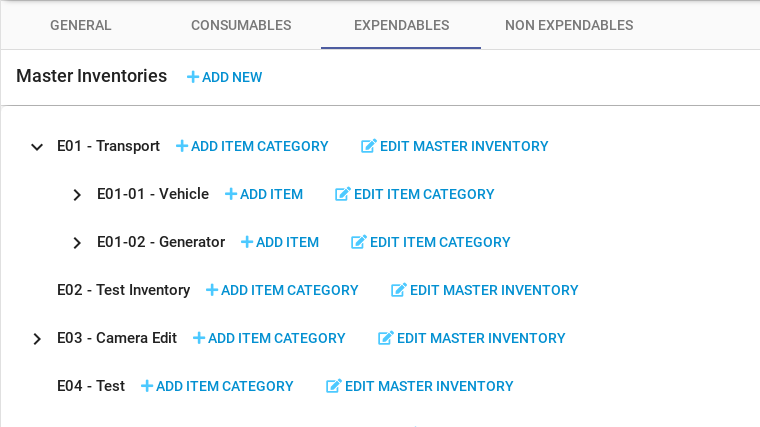 GENERAL CONSUMABLES EXPENDABLES NON EXPENDABLES
Master Inventories ADD NEW
E01 - Transport ADD ITEM CATEGORY EDIT MASTER INVENTORY
E01-01 - Vehicle ADD ITEM EDIT ITEM CATEGORY
E01-02 - Generator ADD ITEM EDIT ITEM CATEGORY
E02 - Test Inventory ADD ITEM CATEGORY EDIT MASTER INVENTORY
E03 - Camera Edit ADD ITEM CATEGORY EDIT MASTER INVENTORY
E04 - Test ADD ITEM CATEGORY EDIT MASTER INVENTORY